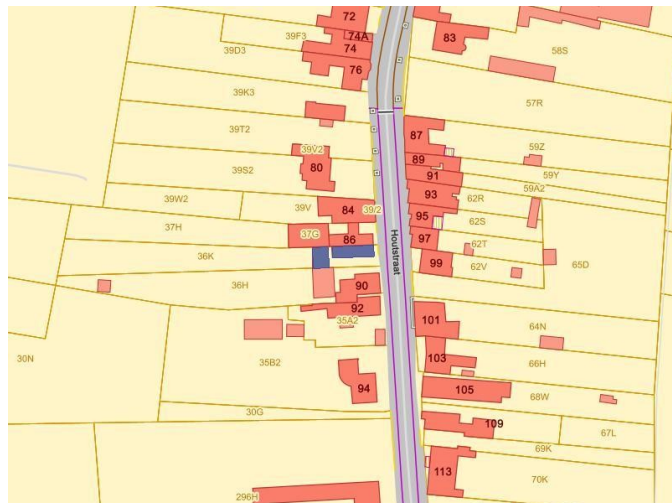 72
39F3
74A
83
39D3
74
58S
76
39K3
57R
39T2
87
59Z
39V2
89
39S2
80
91
59Y
59A2
93
39W2
39V
84
39/2
62R
95
62S
37H
37G
86
97
62T
Houtstraat
36K
99
62V
65D
36H
90
92
35A2
101
64N
30N
35B2
103
66H
94
105
68W
30G
109
67L
69K
113
70K
296H